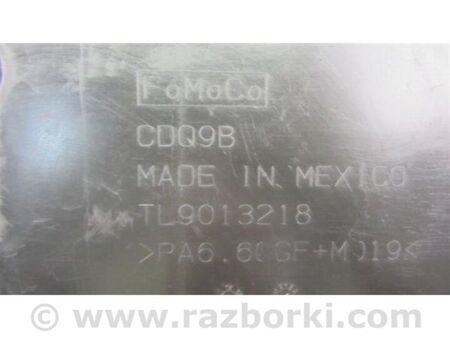 FoMoCo
CDQ9B
MADE IN MEXICO
TL9013218
>PA6.6(GF+M)19<
© www.razborki.com